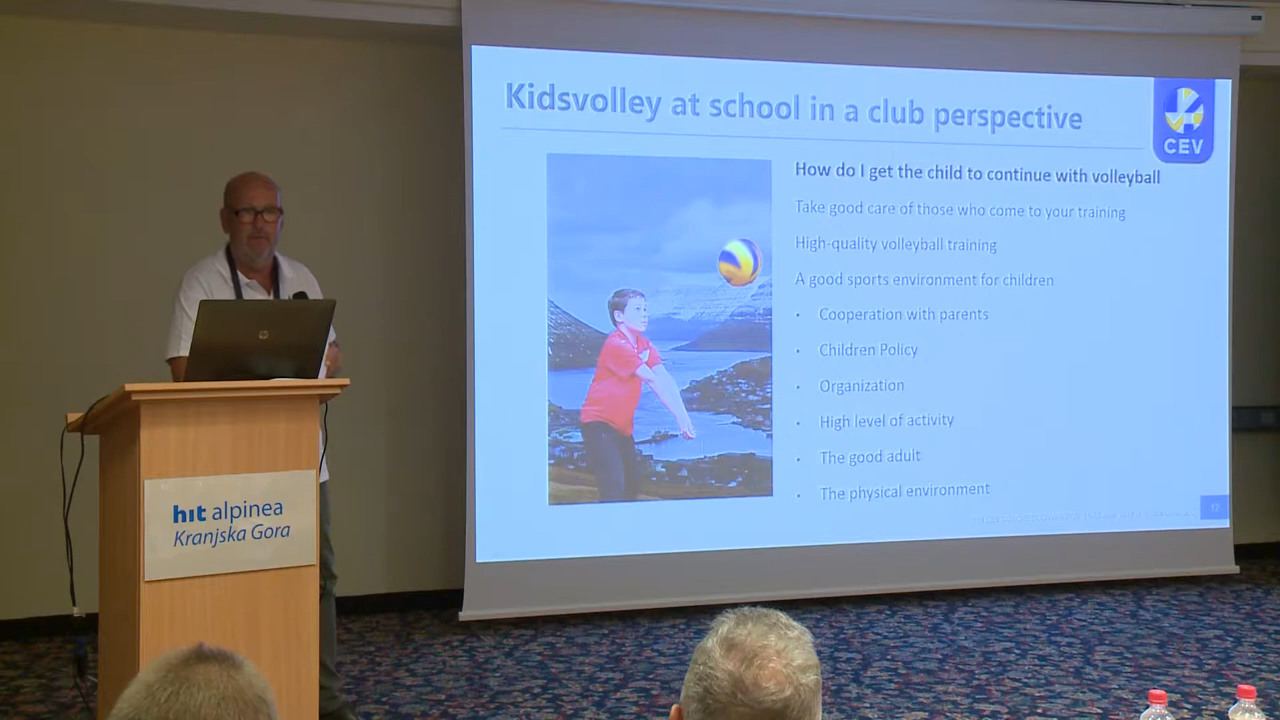 Kidsvolley at school in a club perspective
CEV
How do I get the child to continue with volleyball
Take good care of those who come to your training
High-quality volleyball training
A good sports environment for children
• Cooperation with parents
• Children Policy
• Organization
• High level of activity
• The good adult
• The physical environment
12
hit alpinea
Kranjska Gora
hp